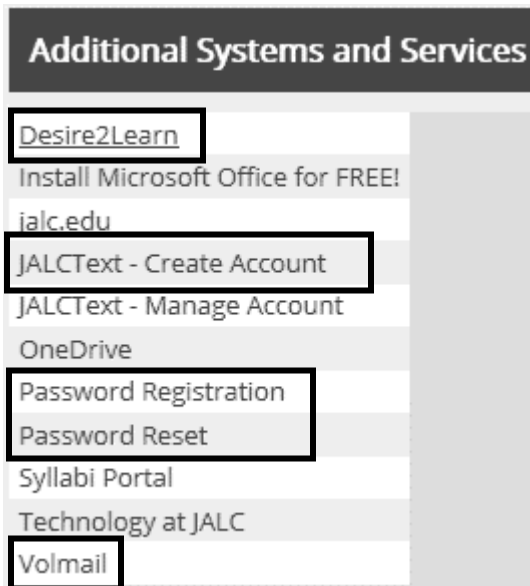 Additional Systems and Services
Desire2Learn
Install Microsoft Office for FREE!
jalc.edu
JALCText - Create Account
JALCText - Manage Account
OneDrive
Password Registration
Password Reset
Syllabi Portal
Technology at JALC
Volmail